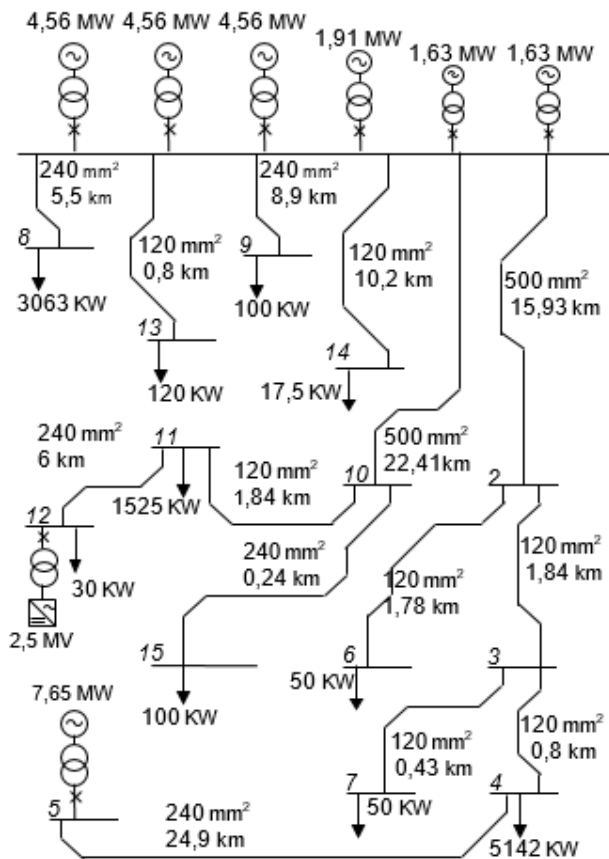 4,56 MW 4,56 MW 4,56 MW 1,91 MW 1,63 MW 1,63 MW
240 mm²
5,5 km
240 mm²
8,9 km
8
3063 KW
120 mm²
0,8 km
13
120 KW
9
100 KW
120 mm²
10,2 km
14
17,5 KW
500 mm²
15,93 km
240 mm²
6 km
11
1525 KW
120 mm²
1,84 km
10
500 mm²
22,41km
2
12
30 KW
2,5 MV
240 mm²
0,24 km
120 mm²
1,78 km
120 mm²
1,84 km
15
100 KW
6
50 KW
3
7,65 MW
120 mm²
0,43 km
120 mm²
0,8 km
5
240 mm²
24,9 km
7
50 KW
4
5142 KW